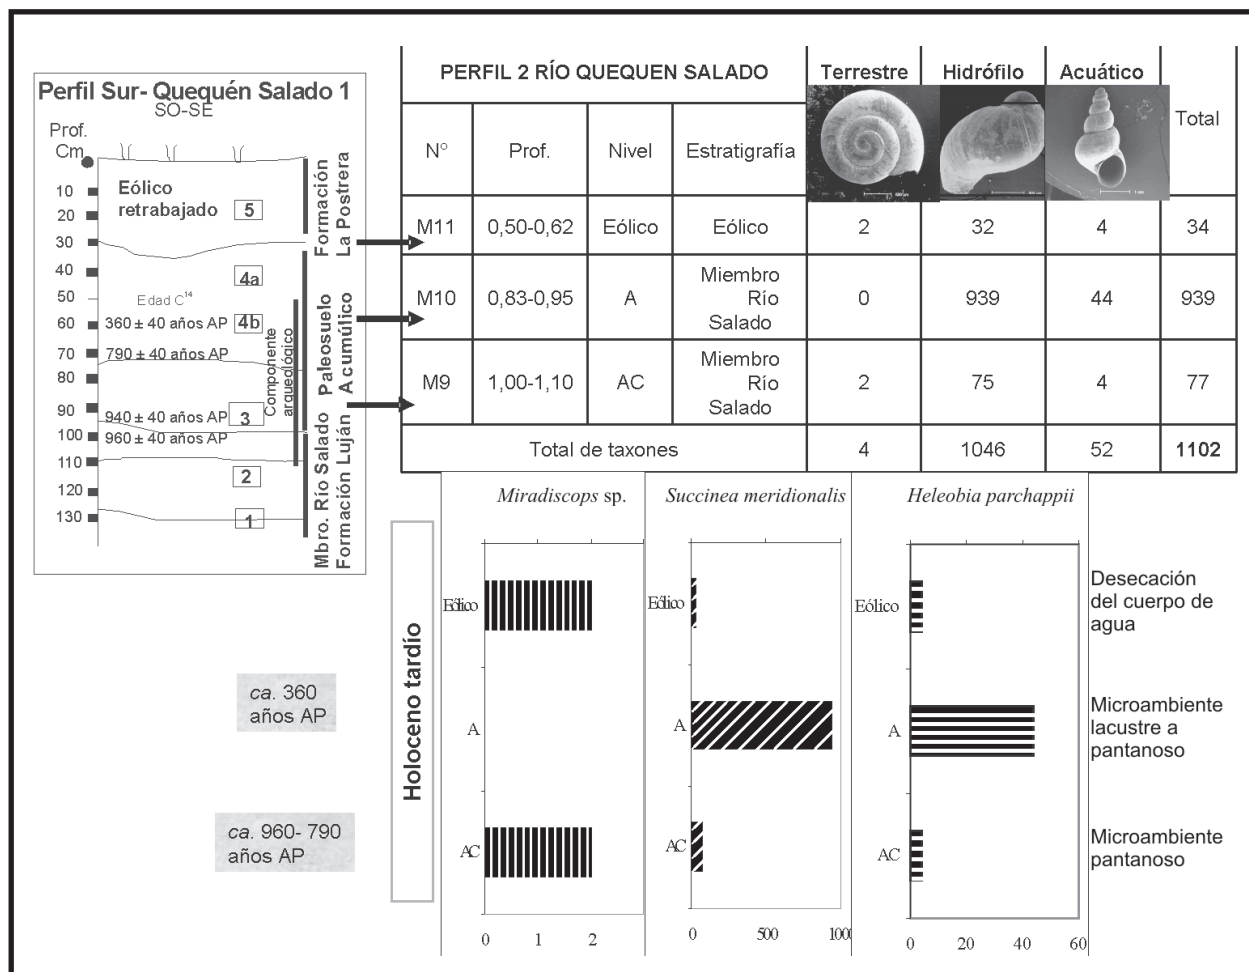 Perfil Sur- Quequén Salado 1
SO-SE
Prof.
Cm
10
20
30
40
50
60
70
80
90
100
110
120
130
Eólico
retrabajado
5
4a
Edad C14
360 ± 40 años AP
4b
790 ± 40 años AP
940 ± 40 años AP
3
960 ± 40 años AP
2
1
Componente
arqueológico
Formación
La Postrera
Paleosuelo
Acumúlico
Mbro. Río Salado
Formación Luján
PERFIL 2 RÍO QUEQUEN SALADO
Terrestre
Hidrófilo
Acuático
Total
N°
Prof.
Nivel
Estratigrafía
M11
0,50-0,62
Eólico
Eólico
2
32
4
34
M10
0,83-0,95
A
Miembro
Río
Salado
0
939
44
939
M9
1,00-1,10
AC
Miembro
Río
Salado
2
75
4
77
Total de taxones
4
1046
52
1102
Miradiscops sp.
Succinea meridionalis
Heleobia parchappii
Holoceno tardío
ca. 360
años AP
ca. 960- 790
años AP
Eólico
A
AC
0
1
2
Eólico
A
AC
0
500
1000
Eólico
A
AC
0
20
40
60
Desecación
del cuerpo de
agua
Microambiente
lacustre a
pantanoso
Microambiente
pantanoso